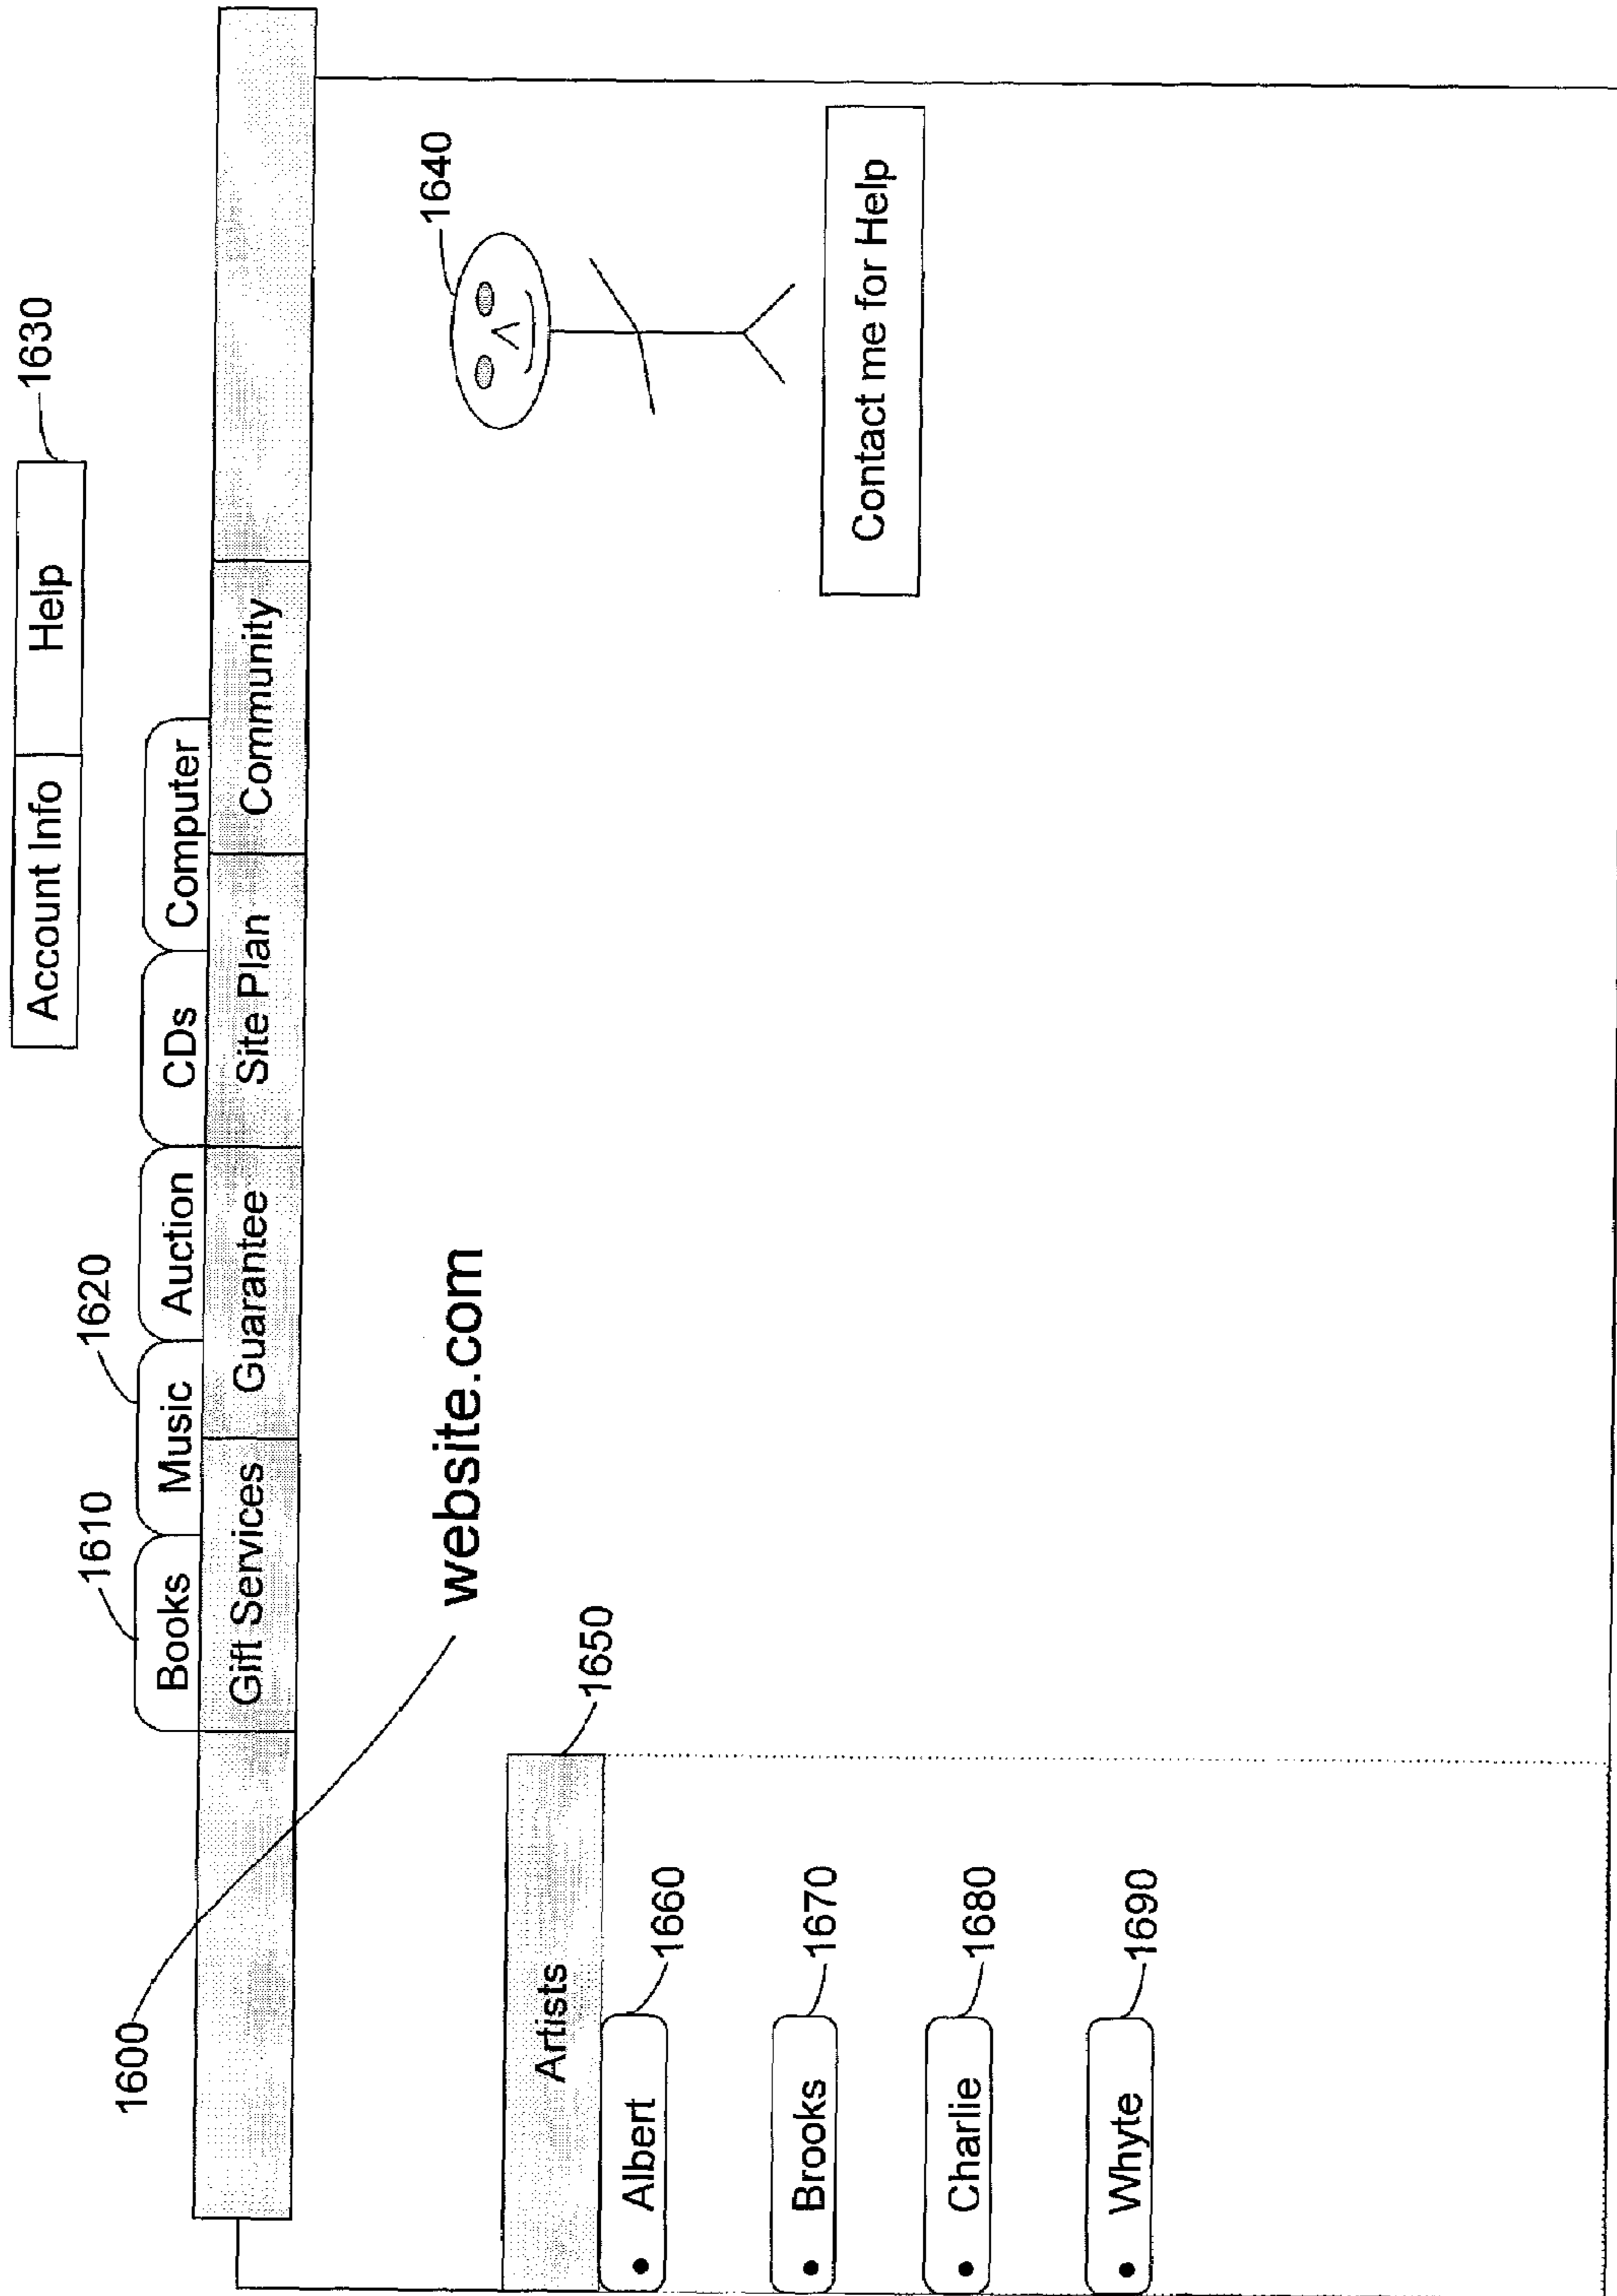 Account Info Help 1630
1610 1620
Books Music Auction CDs Computer
Gift Services Guarantee Site Plan Community
1600
website.com
1640
Artists
1650
• Albert 1660
• Brooks 1670
• Charlie 1680
• Whyte 1690
Contact me for Help